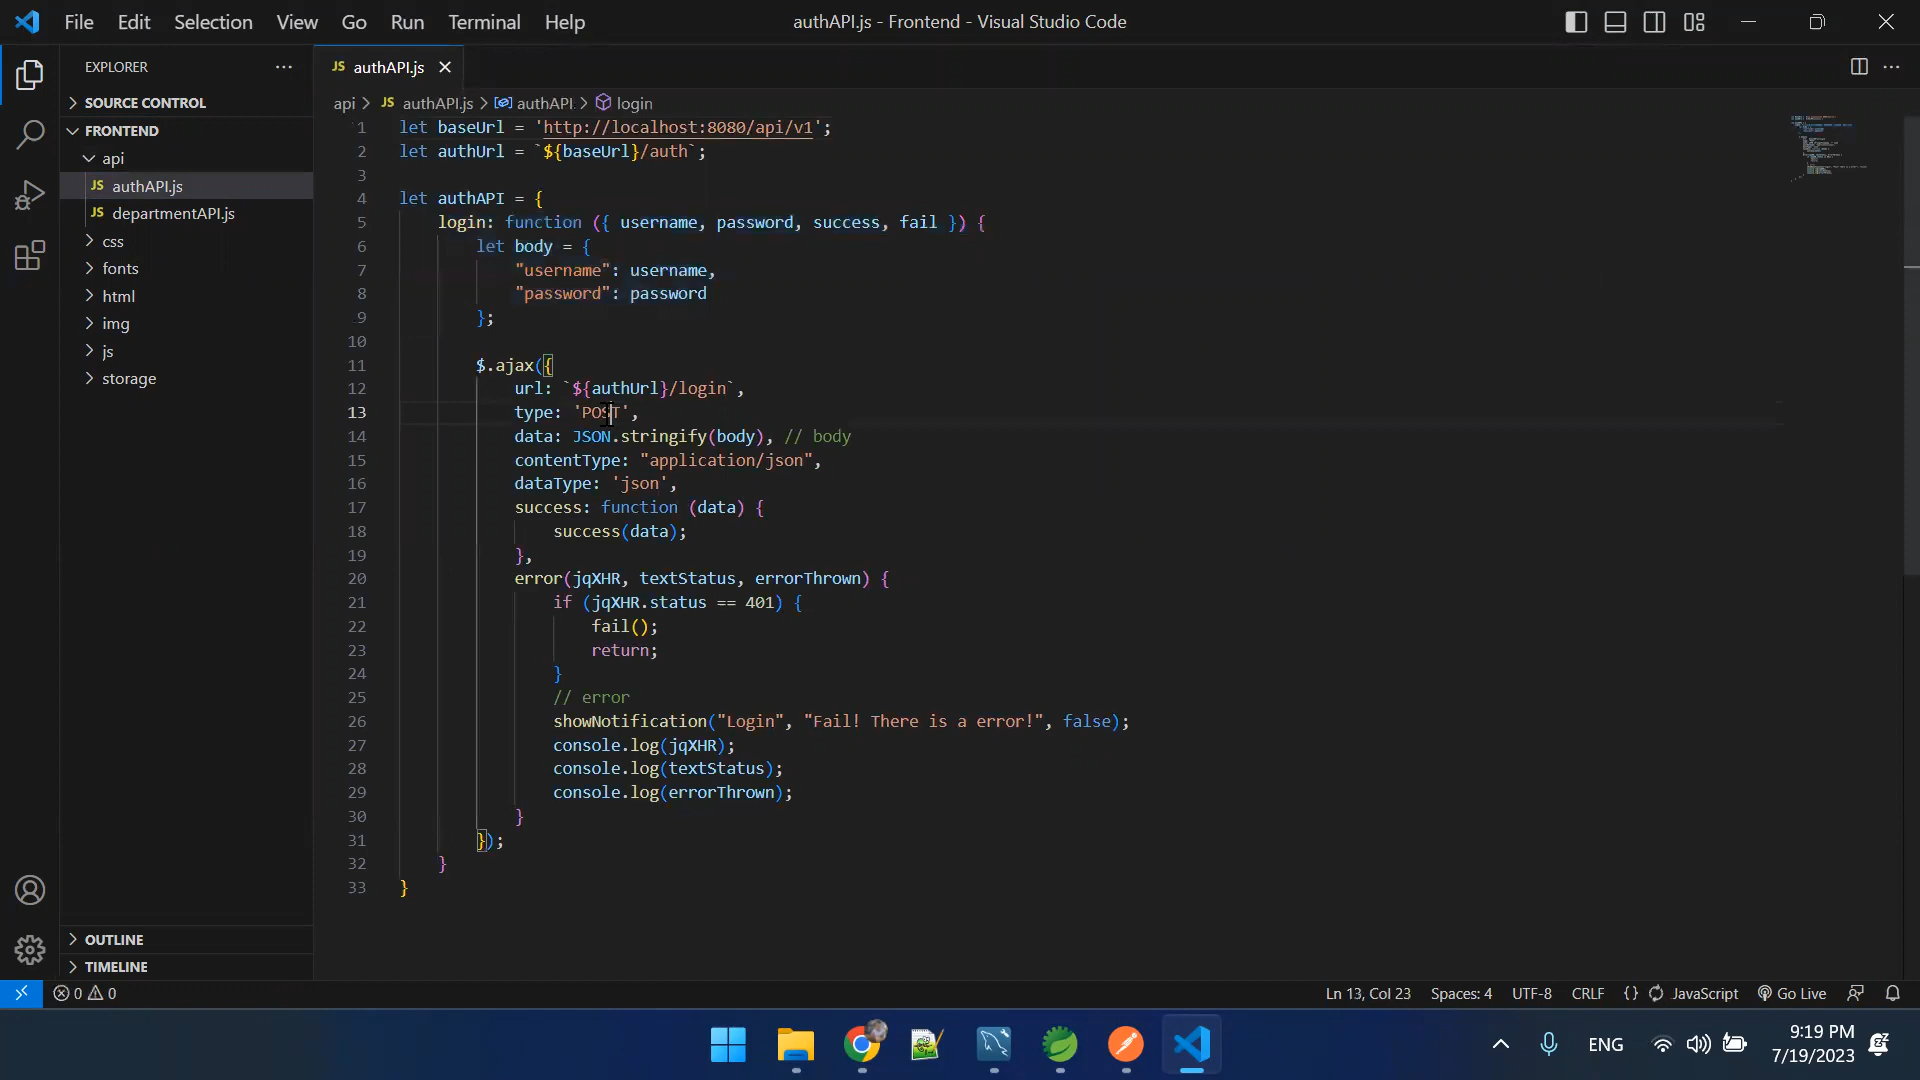 File Edit Selection View Go Run Terminal Help
authAPI.js - Frontend - Visual Studio Code
EXPLORER
JS authAPI.js
SOURCE CONTROL
api > JS authAPI.js > authAPI. > login
FRONTEND
api
JS authAPI.js
JS departmentAPI.js
css
fonts
html
img
js
storage
OUTLINE
TIMELINE
1 let baseUrl = 'http://localhost:8080/api/v1';
2 let authUrl = `${baseUrl}/auth`;
3
4 let authAPI = {
5 login: function ({ username, password, success, fail }) {
6 let body = {
7 "username": username,
8 "password": password
9 };
10
11 $.ajax({
12 url: `${authUrl}/login`,
13 type: 'POST',
14 data: JSON.stringify(body), // body
15 contentType: "application/json",
16 dataType: 'json',
17 success: function (data) {
18 success(data);
19 },
20 error(jqXHR, textStatus, errorThrown) {
21 if (jqXHR.status == 401) {
22 fail();
23 return;
24 }
25 // error
26 showNotification("Login", "Fail! There is a error!", false);
27 console.log(jqXHR);
28 console.log(textStatus);
29 console.log(errorThrown);
30 }
31 });
32 }
33 }
0 0
Ln 13, Col 23 Spaces: 4 UTF-8 CRLF {} JavaScript Go Live
ENG
9:19 PM
7/19/2023